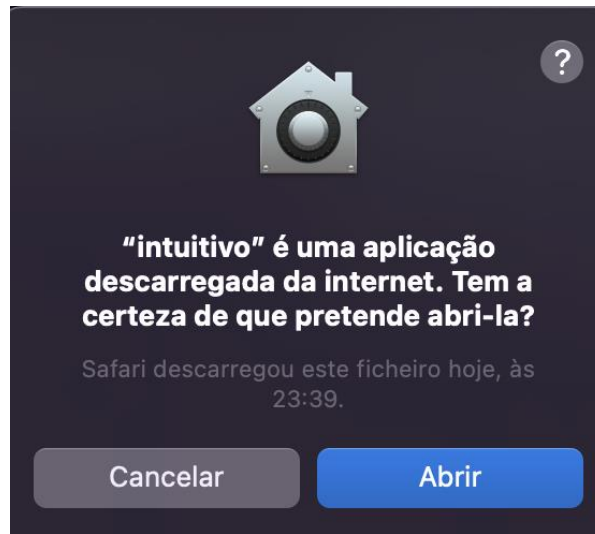 ?
“intuitivo” é uma aplicação
descarregada da internet. Tem a
certeza de que pretende abri-la?
Safari descarregou este ficheiro hoje, às
23:39.
Cancelar
Abrir